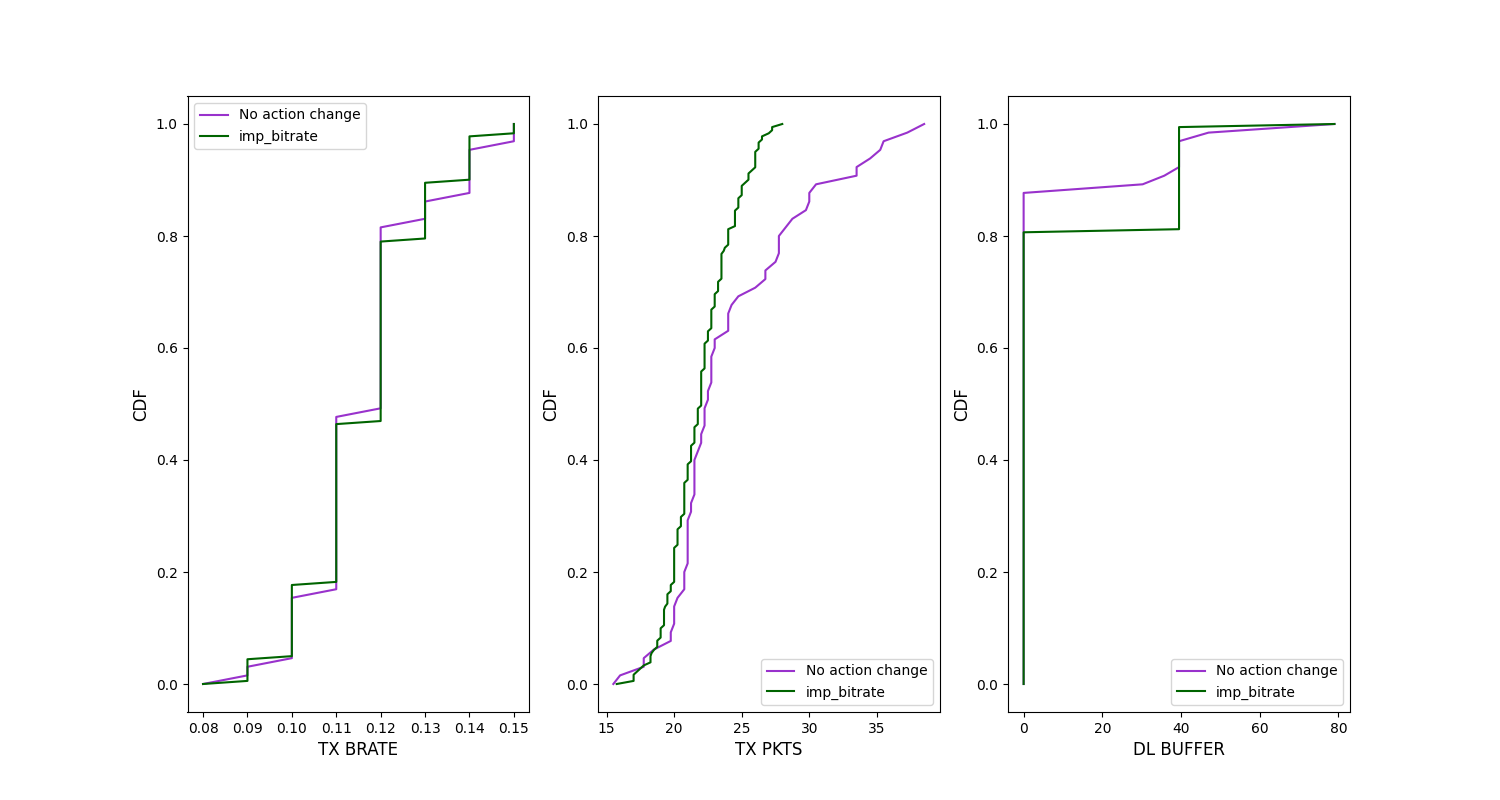 CDF
1.0
0.8
0.6
0.4
0.2
0.0
No action change
imp_bitrate
0.08 0.09 0.10 0.11 0.12 0.13 0.14 0.15
TX BRATE
CDF
1.0
0.8
0.6
0.4
0.2
0.0
No action change
imp_bitrate
15 20 25 30 35
TX PKTS
CDF
1.0
0.8
0.6
0.4
0.2
0.0
No action change
imp_bitrate
0 20 40 60 80
DL BUFFER